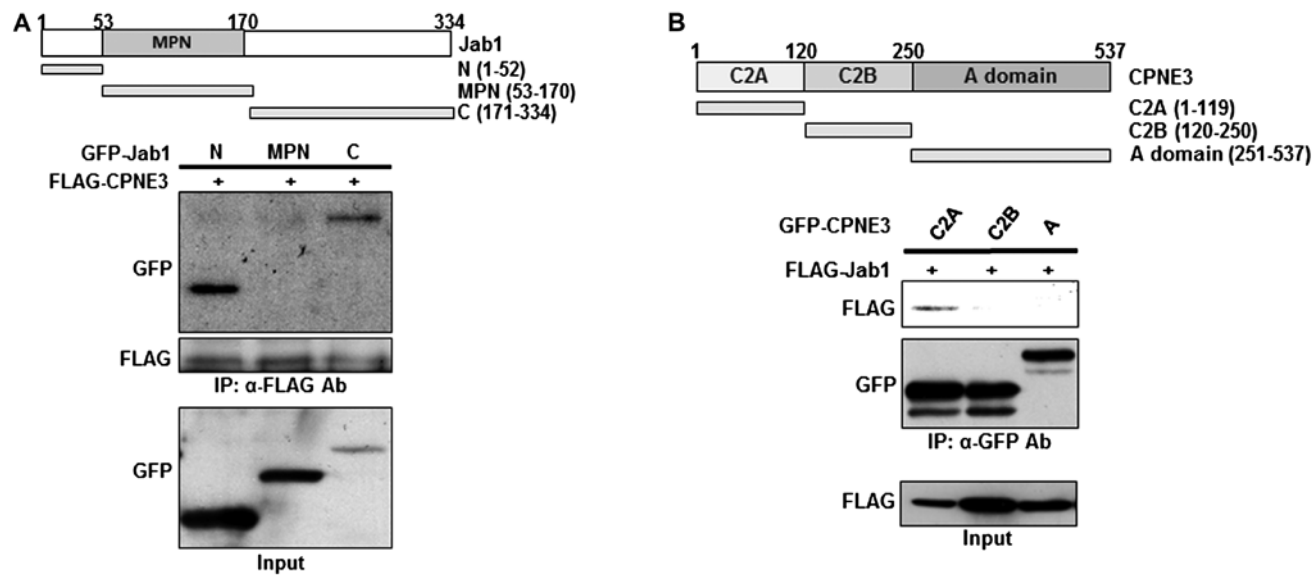 A
1 53 170 334
MPN
Jab1
N (1-52)
MPN (53-170)
C (171-334)
GFP-Jab1 N MPN C
FLAG-CPNE3 + + +
GFP
FLAG
IP: α-FLAG Ab
GFP
Input
B
1 120 250 537
C2A C2B A domain CPNE3
C2A (1-119)
C2B (120-250)
A domain (251-537)
GFP-CPNE3 C2A C2B A
FLAG-Jab1 + + +
FLAG
GFP
IP: α-GFP Ab
FLAG
Input